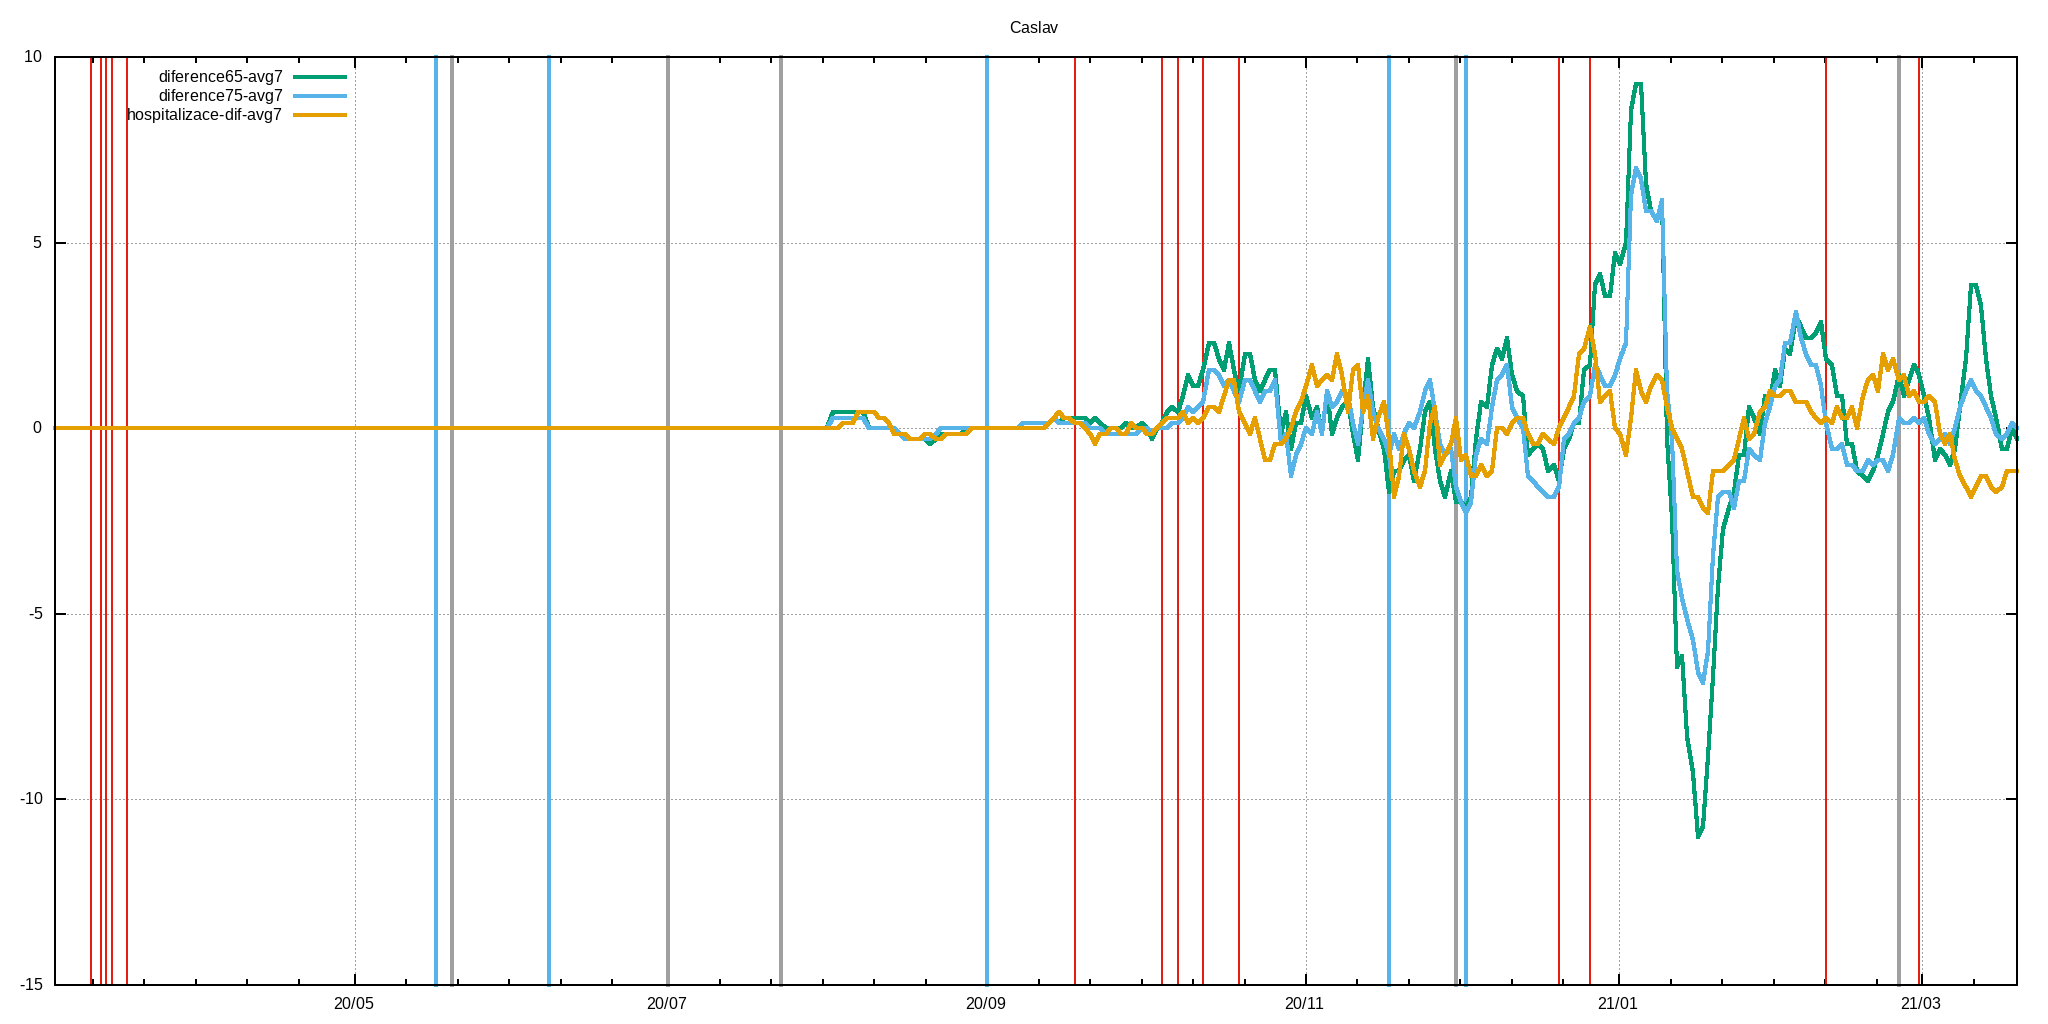 Caslav
10
diference65-avg7
diference75-avg7
hospitalizace-dif-avg7
5
0
-5
-10
-15
20/05 20/07 20/09 20/11 21/01 21/03